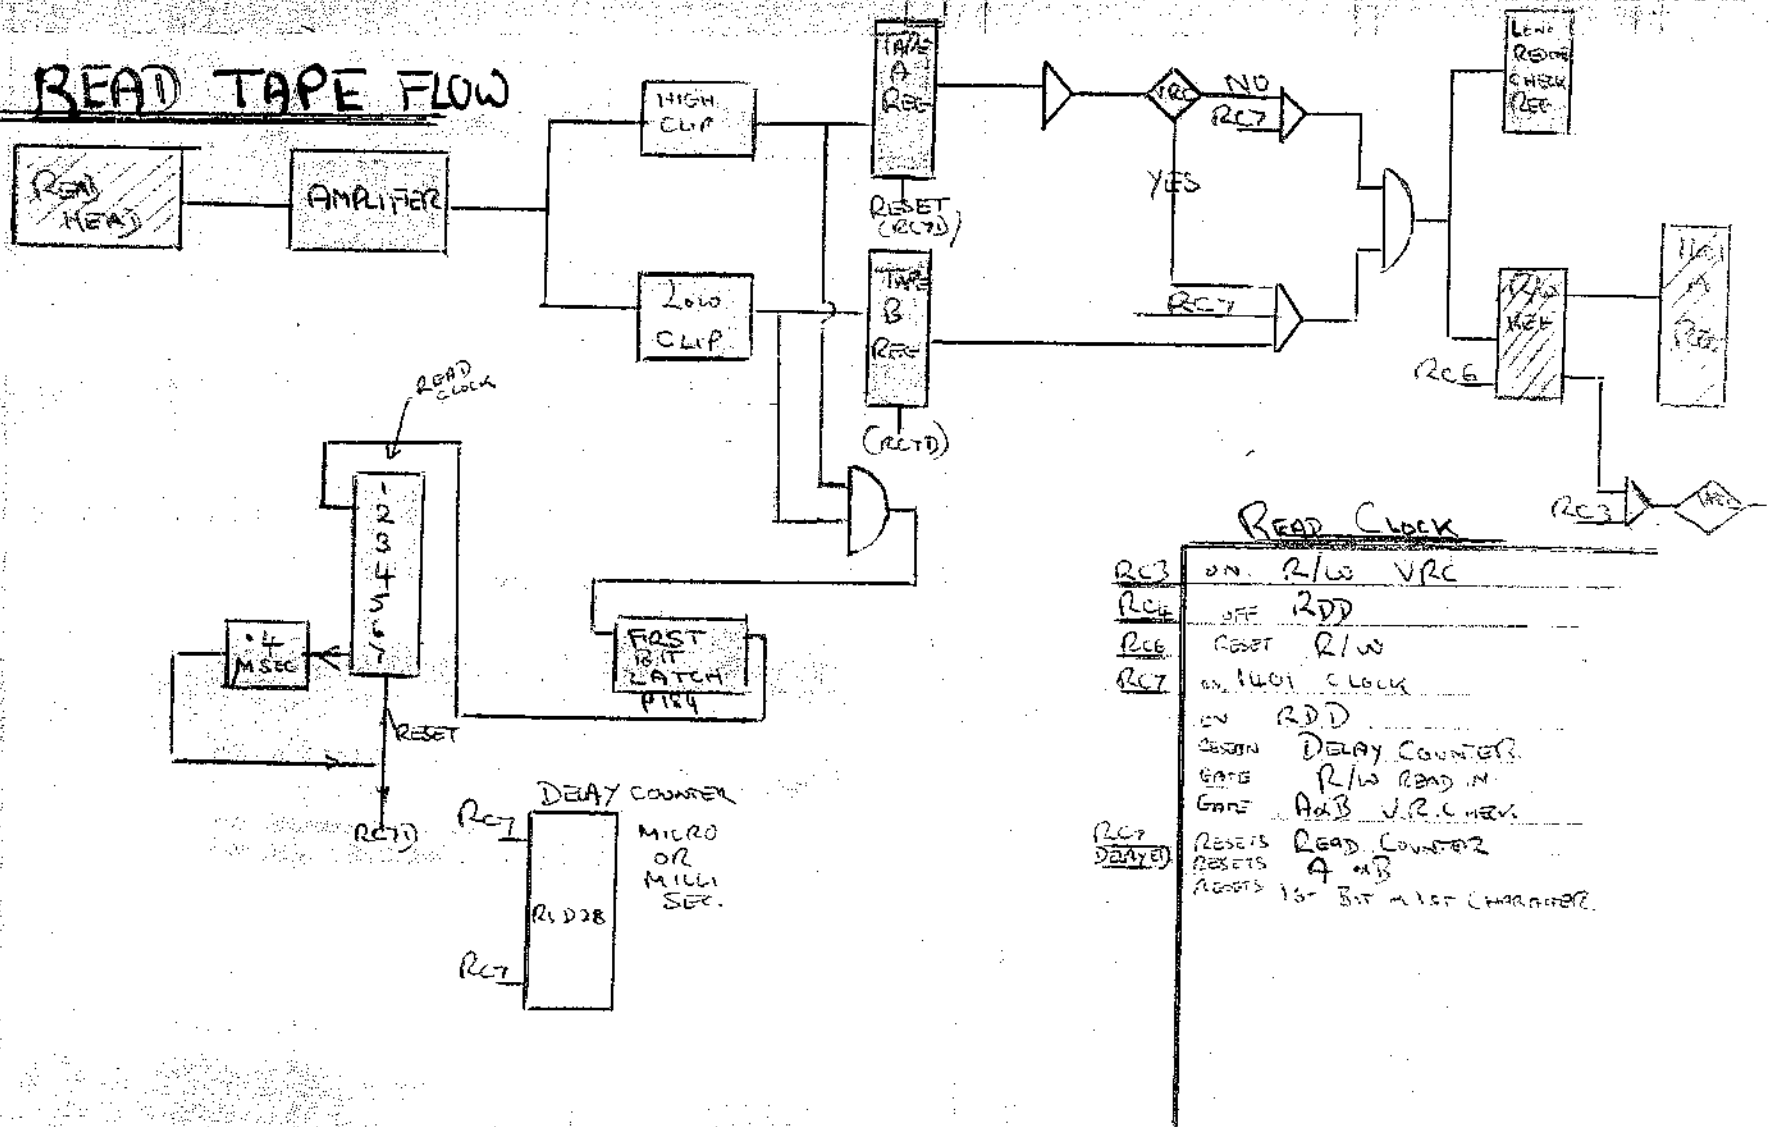 READ TAPE FLOW
READ
HEAD
AMPLIFIER
HIGH
CLIP
LOW
CLIP
TAPE
A
REG
RESET
(RC7D)
TAPE
B
REG
(RC7D)
VRC
NO
RC7
YES
RC7
CHECK
REG
R/W
REG
RC6
A
REG
RC3
READ
CLOCK
1
2
3
4
5
6
7
.4
MSEC
RESET
RC7D
FIRST
BIT
LATCH
DELAY COUNTER
RC7
RC7
MICRO
OR
MILLI
SEC.
READ CLOCK
RC3 ON R/W VRC
RC4 OFF RDD
RC6 RESET R/W
RC7 ON 1401 CLOCK
ON RDD
DELAY COUNTER
GATE R/W READ IN
GATE A B
RC7
DELAYED
RESETS READ COUNTER
RESETS A B
RESETS 1ST BIT 1ST CHARACTER.